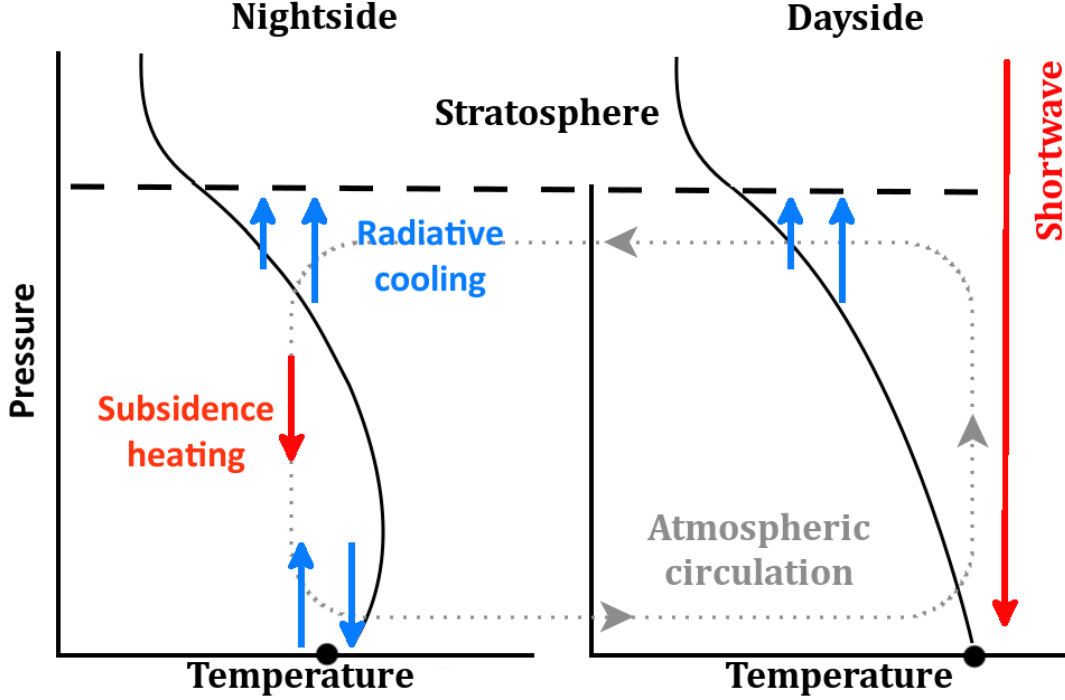 Nightside
Dayside
Stratosphere
Shortwave
Radiative
cooling
Pressure
Subsidence
heating
Atmospheric
circulation
Temperature
Temperature